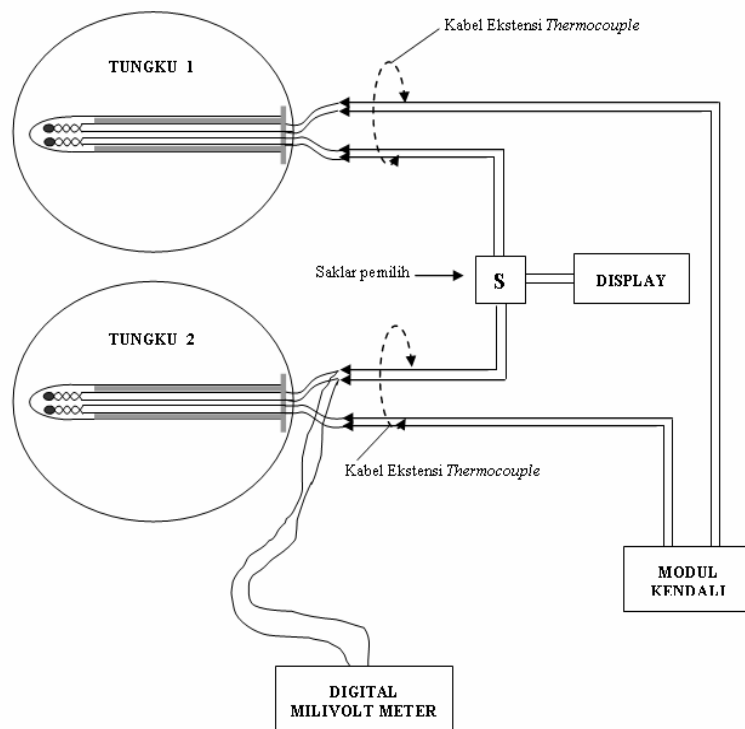 Kabel Ekstensi Thermocouple
TUNGKU 1
Saklar pemilih
S
DISPLAY
TUNGKU 2
Kabel Ekstensi Thermocouple
MODUL
KENDALI
DIGITAL
MILIVOLT METER